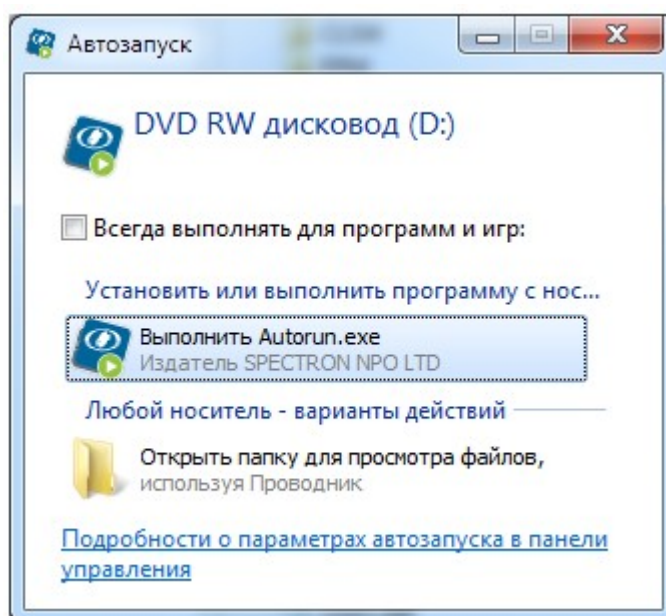 Автозапуск
DVD RW дисковод (D:)
Всегда выполнять для программ и игр:
Установить или выполнить программу с нос...
Выполнить Autorun.exe
Издатель SPECTRON NPO LTD
Любой носитель - варианты действий
Открыть папку для просмотра файлов,
используя Проводник
Подробности о параметрах автозапуска в панели
управления